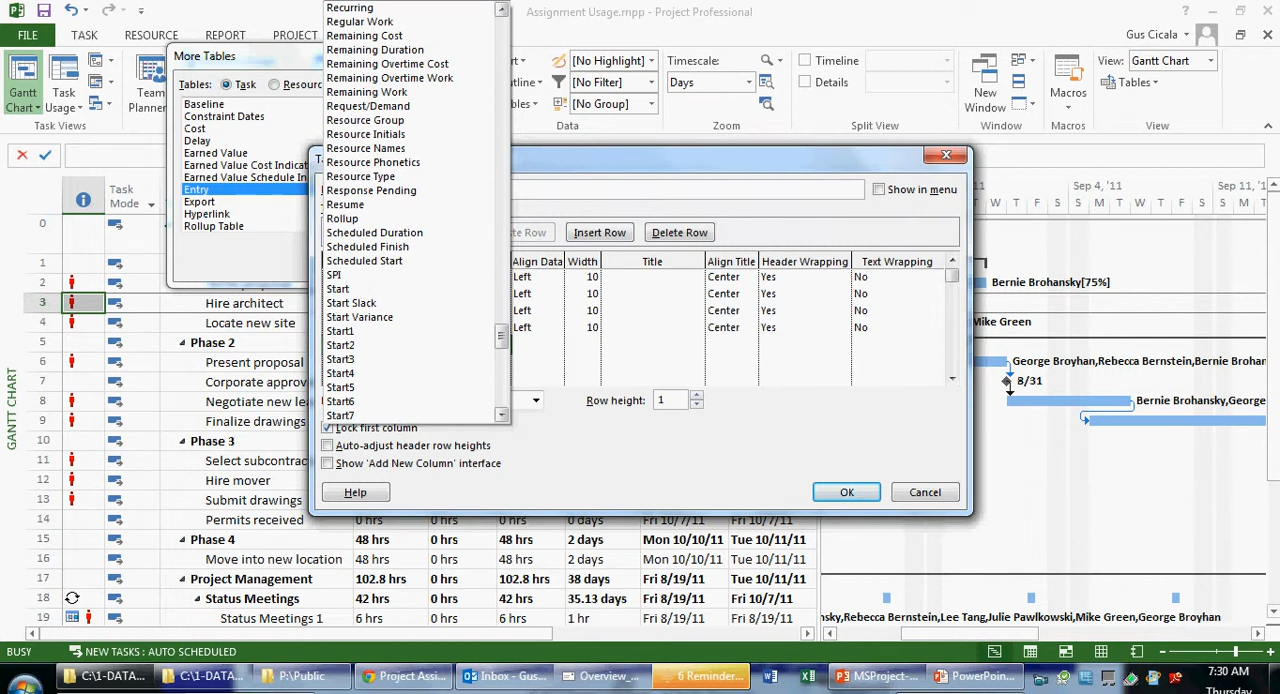 Assignment Usage.mpp - Project Professional
FILE
TASK
RESOURCE
REPORT
PROJECT
Gus Cicala
Gantt
Chart
Task
Usage
Team
Planner
Task Views
[No Highlight]
[No Filter]
[No Group]
Data
Timescale:
Days
Zoom
Timeline
Details
Split View
New
Window
Window
Macros
Macros
View:
Gantt Chart
Tables
View
More Tables
Tables:
Task
Baseline
Constraint Dates
Cost
Delay
Earned Value
Earned Value Cost Indicat
Earned Value Schedule In
Entry
Export
Hyperlink
Rollup Table
Recurring
Regular Work
Remaining Cost
Remaining Duration
Remaining Overtime Cost
Remaining Overtime Work
Remaining Work
Request/Demand
Resource Group
Resource Initials
Resource Names
Resource Phonetics
Resource Type
Response Pending
Resume
Rollup
Scheduled Duration
Scheduled Finish
Scheduled Start
SPI
Start
Start Slack
Start Variance
Start1
Start2
Start3
Start4
Start5
Start6
Start7
Show in menu
Insert Row
Delete Row
Align Data Width Title Align Title Header Wrapping Text Wrapping
Left 10 Center Yes No
Left 10 Center Yes No
Left 10 Center Yes No
Left 10 Center Yes No
Row height: 1
Lock first column
Auto-adjust header row heights
Show 'Add New Column' interface
Help
OK
Cancel
Task
Mode
GANTT CHART
0
1
2
3 Hire architect
4 Locate new site
5 Phase 2
6 Present proposal
7 Corporate approv
8 Negotiate new lea
9 Finalize lea
10 Phase 3
11 Select subcontrac
12 Hire mover
13 Submit drawings
14 Permits received
15 Phase 4 48 hrs 0 hrs 48 hrs 2 days Mon 10/10/11 Tue 10/11/11
16 Move into new location 48 hrs 0 hrs 48 hrs 2 days Mon 10/10/11 Tue 10/11/11
17 Project Management 102.8 hrs 0 hrs 102.8 hrs 38 days Fri 8/19/11 Tue 10/11/11
18 Status Meetings 42 hrs 0 hrs 42 hrs 35.13 days Fri 8/19/11 Fri 10/7/11
19 Status Meetings 1 6 hrs 0 hrs 6 hrs 1 hr Fri 8/19/11 Fri 8/19/11
Sep 4, '11
Sep 11, '11
W T F S S M T W T F S S M T
Bernie Brohansky[75%]
Mike Green
George Broyhan,Rebecca Bernstein,Bernie Brohan
8/31
Bernie Brohansky,George
Rebecca Bernstein,Lee Tang,Julie Pawlkowski,Mike Green,George Broyhan
BUSY
NEW TASKS : AUTO SCHEDULED
C:\1-DATA...
C:\1-DATA...
P:\Public
Project Assi...
Inbox - Gus...
Overview_...
6 Reminder...
MSProject-...
PowerPoint...
7:30 AM
Thursday